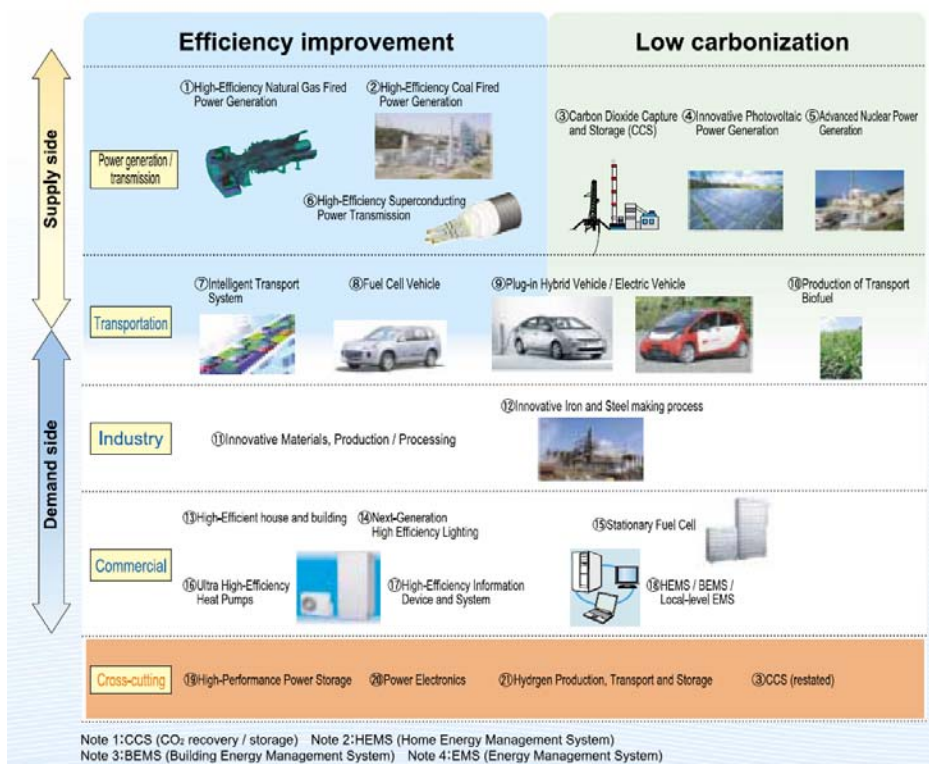 Efficiency improvement
Low carbonization
Supply side
Demand side
Power generation /
transmission
①High-Efficiency Natural Gas Fired
Power Generation
②High-Efficiency Coal Fired
Power Generation
③Carbon Dioxide Capture
and Storage (CCS)
④Innovative Photovoltaic
Power Generation
⑤Advanced Nuclear Power
Generation
⑥High-Efficiency Superconducting
Power Transmission
Transportation
⑦Intelligent Transport
System
⑧Fuel Cell Vehicle
⑨Plug-in Hybrid Vehicle / Electric Vehicle
⑩Production of Transport
Biofuel
Industry
⑪Innovative Materials, Production / Processing
⑫Innovative Iron and Steel making process
Commercial
⑬High-Efficient house and building
⑭Next-Generation
High Efficiency Lighting
⑮Stationary Fuel Cell
⑯Ultra High-Efficiency
Heat Pumps
⑰High-Efficiency Information
Device and System
⑱HEMS / BEMS /
Local-level EMS
Cross-cutting
⑲High-Performance Power Storage
⑳Power Electronics
㉑Hydrgen Production, Transport and Storage
③CCS (restated)
Note 1:CCS (CO₂ recovery / storage) Note 2:HEMS (Home Energy Management System)
Note 3:BEMS (Building Energy Management System) Note 4:EMS (Energy Management System)